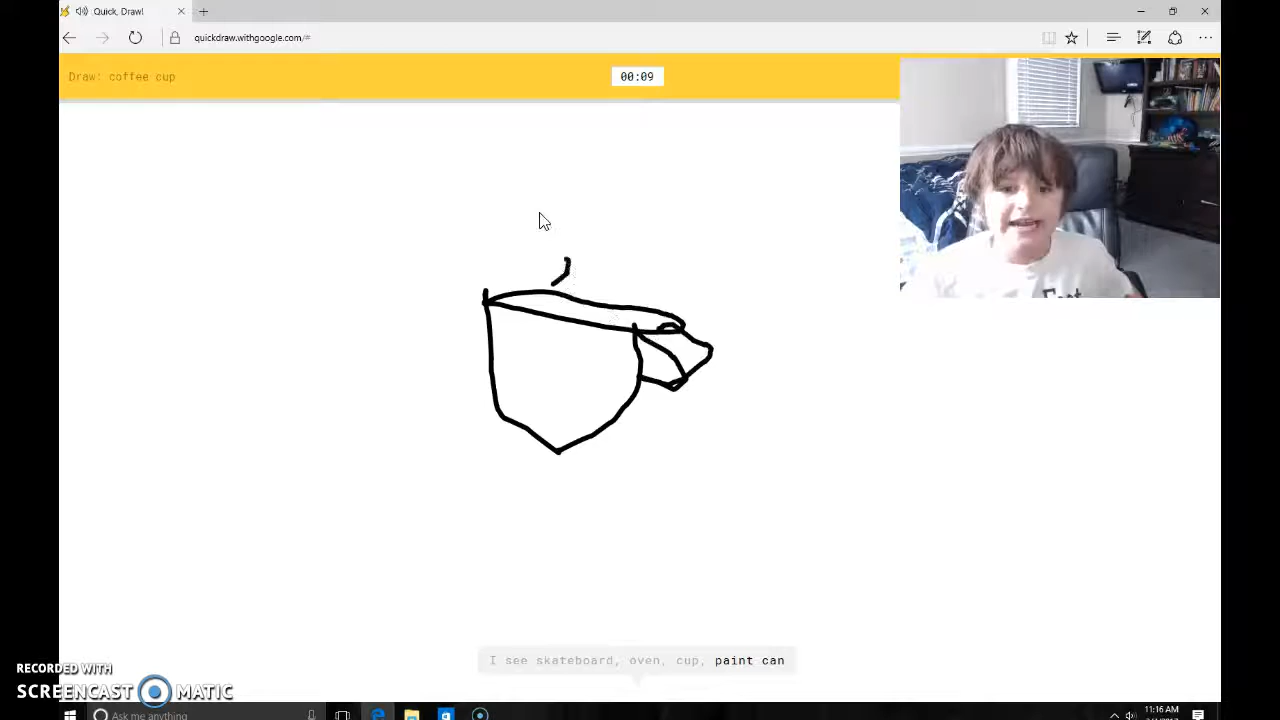 Quick, Draw!
quickdraw.withgoogle.com/#
Draw: coffee cup
00:09
I see skateboard, oven, cup, paint can
RECORDED WITH
SCREENCAST MATIC
Ask me anything
11:16 AM